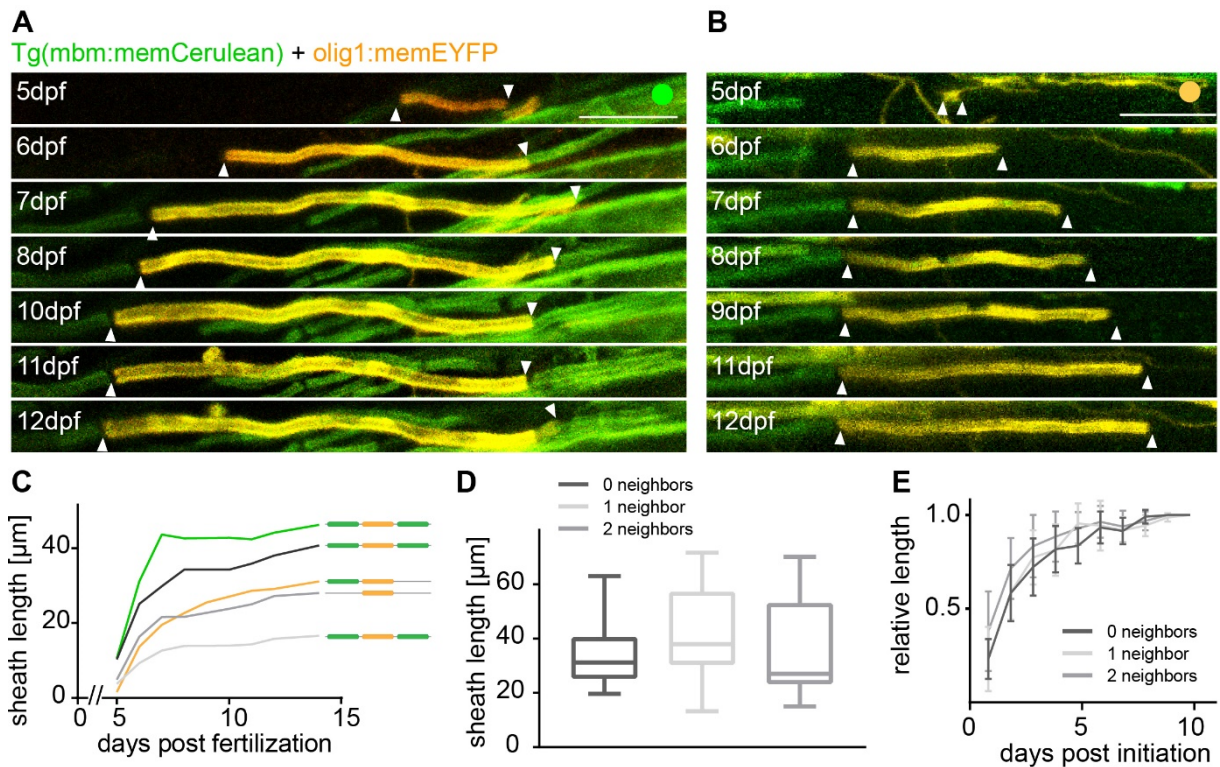 A
B
Tg(mbm:memCerulean) + olig1:memEYFP
5dpf
6dpf
7dpf
8dpf
10dpf
11dpf
12dpf
5dpf
6dpf
7dpf
8dpf
9dpf
11dpf
12dpf
C
sheath length [µm]
40
20
0
0
5
10
15
days post fertilization
D
0 neighbors
1 neighbor
2 neighbors
sheath length [µm]
60
40
20
0
E
relative length
1.0
0.5
0 neighbors
1 neighbor
2 neighbors
0
5
10
days post initiation